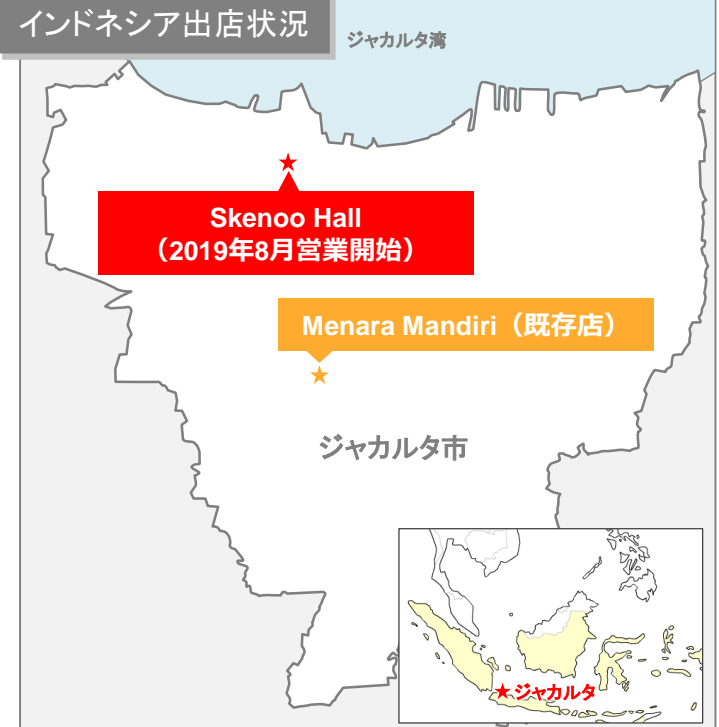 インドネシア出店状況
ジャカルタ湾
Skenoo Hall
（2019年8月営業開始）
Menara Mandiri（既存店）
ジャカルタ市
ジャカルタ